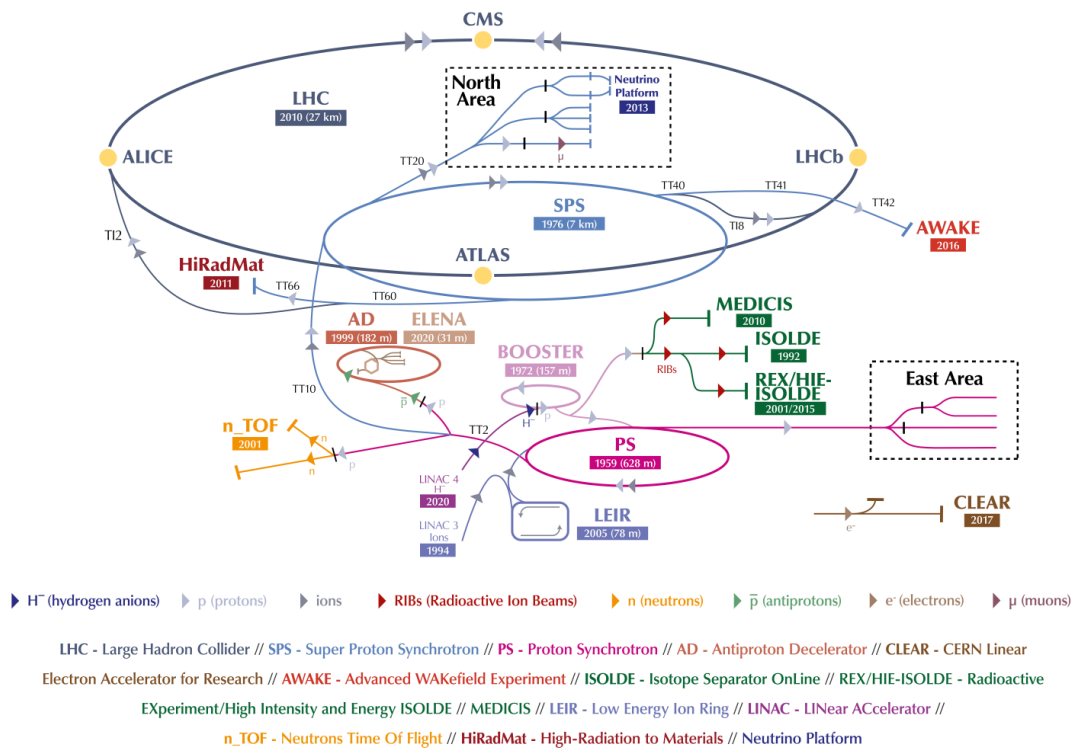 CMS
North
Area
Neutrino
Platform
2013
LHC
2010 (27 km)
ALICE
LHCb
μ
TT20
TT40
TT41
TT42
SPS
1976 (7 km)
TI8
AWAKE
2016
TI2
HiRadMat
2011
ATLAS
TT66
TT60
MEDICIS
2010
AD
1999 (182 m)
ELENA
2020 (31 m)
BOOSTER
1972 (157 m)
ISOLDE
1992
RIBs
REX/HIE-
ISOLDE
2001/2015
East Area
TT10
p̅
p
H⁻
p
TT2
n_TOF
2001
n
n
p
PS
1959 (628 m)
LINAC 4
H⁻
2020
LINAC 3
Ions
1994
LEIR
2005 (78 m)
e⁻
CLEAR
2017
H⁻ (hydrogen anions)
p (protons)
ions
RIBs (Radioactive Ion Beams)
n (neutrons)
p̅ (antiprotons)
e⁻ (electrons)
μ (muons)
LHC - Large Hadron Collider // SPS - Super Proton Synchrotron // PS - Proton Synchrotron // AD - Antiproton Decelerator // CLEAR - CERN Linear
Electron Accelerator for Research // AWAKE - Advanced WAKefield Experiment // ISOLDE - Isotope Separator OnLine // REX/HIE-ISOLDE - Radioactive
EXperiment/High Intensity and Energy ISOLDE // MEDICIS // LEIR - Low Energy Ion Ring // LINAC - LINear ACcelerator //
n_TOF - Neutrons Time Of Flight // HiRadMat - High-Radiation to Materials // Neutrino Platform